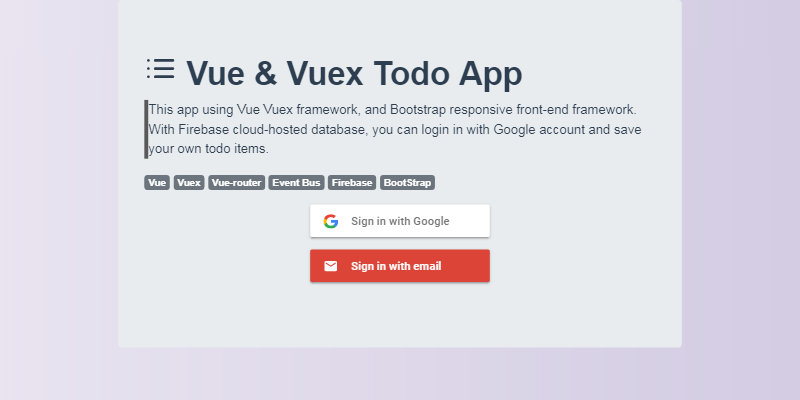 Vue & Vuex Todo App
This app using Vue Vuex framework, and Bootstrap responsive front-end framework.
With Firebase cloud-hosted database, you can login in with Google account and save
your own todo items.
Vue Vuex Vue-router Event Bus Firebase BootStrap
Sign in with Google
Sign in with email